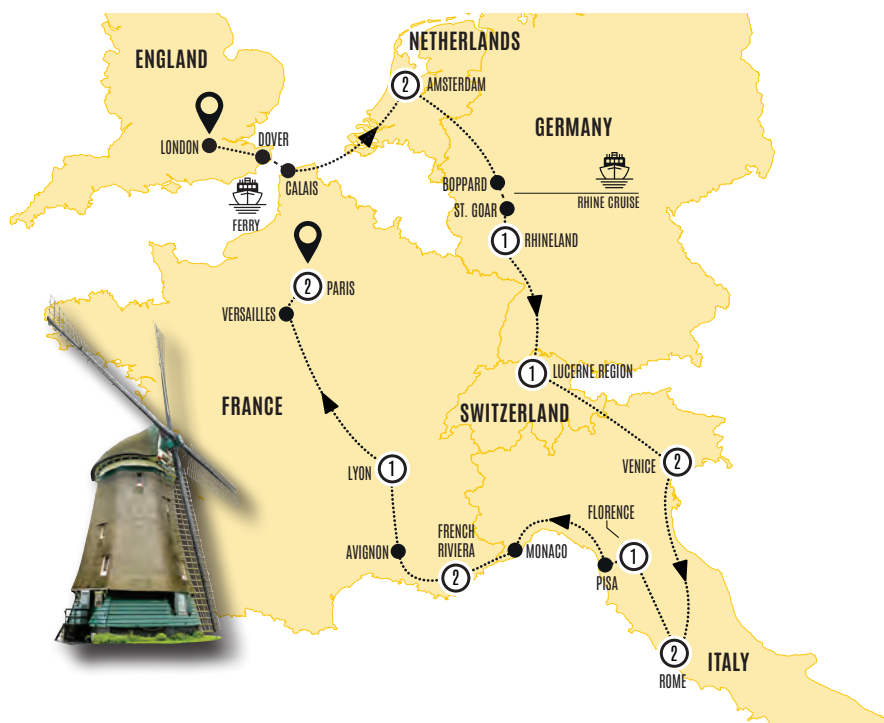 NETHERLANDS
ENGLAND
2
AMSTERDAM
GERMANY
DOVER
LONDON
CALAIS
BOPPARD
RHINE CRUISE
ST. GOAR
FERRY
1
RHINELAND
2
PARIS
VERSAILLES
1
LUCERNE REGION
FRANCE
SWITZERLAND
LYON
1
VENICE
2
FLORENCE
1
FRENCH
RIVIERA
AVIGNON
MONACO
2
PISA
2
ROME
ITALY